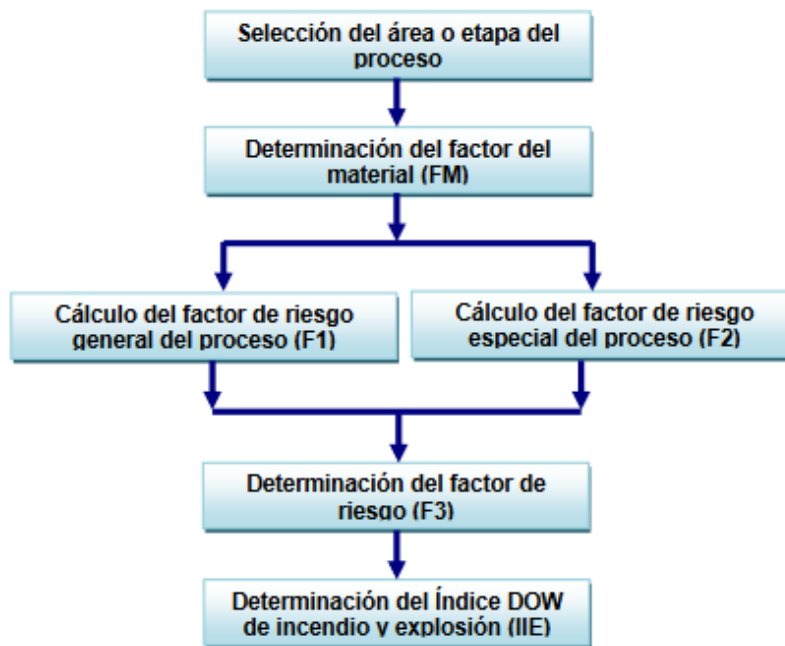 Selección del área o etapa del
proceso
Determinación del factor del
material (FM)
Cálculo del factor de riesgo
general del proceso (F1)
Cálculo del factor de riesgo
especial del proceso (F2)
Determinación del factor de
riesgo (F3)
Determinación del Índice DOW
de incendio y explosión (IIE)